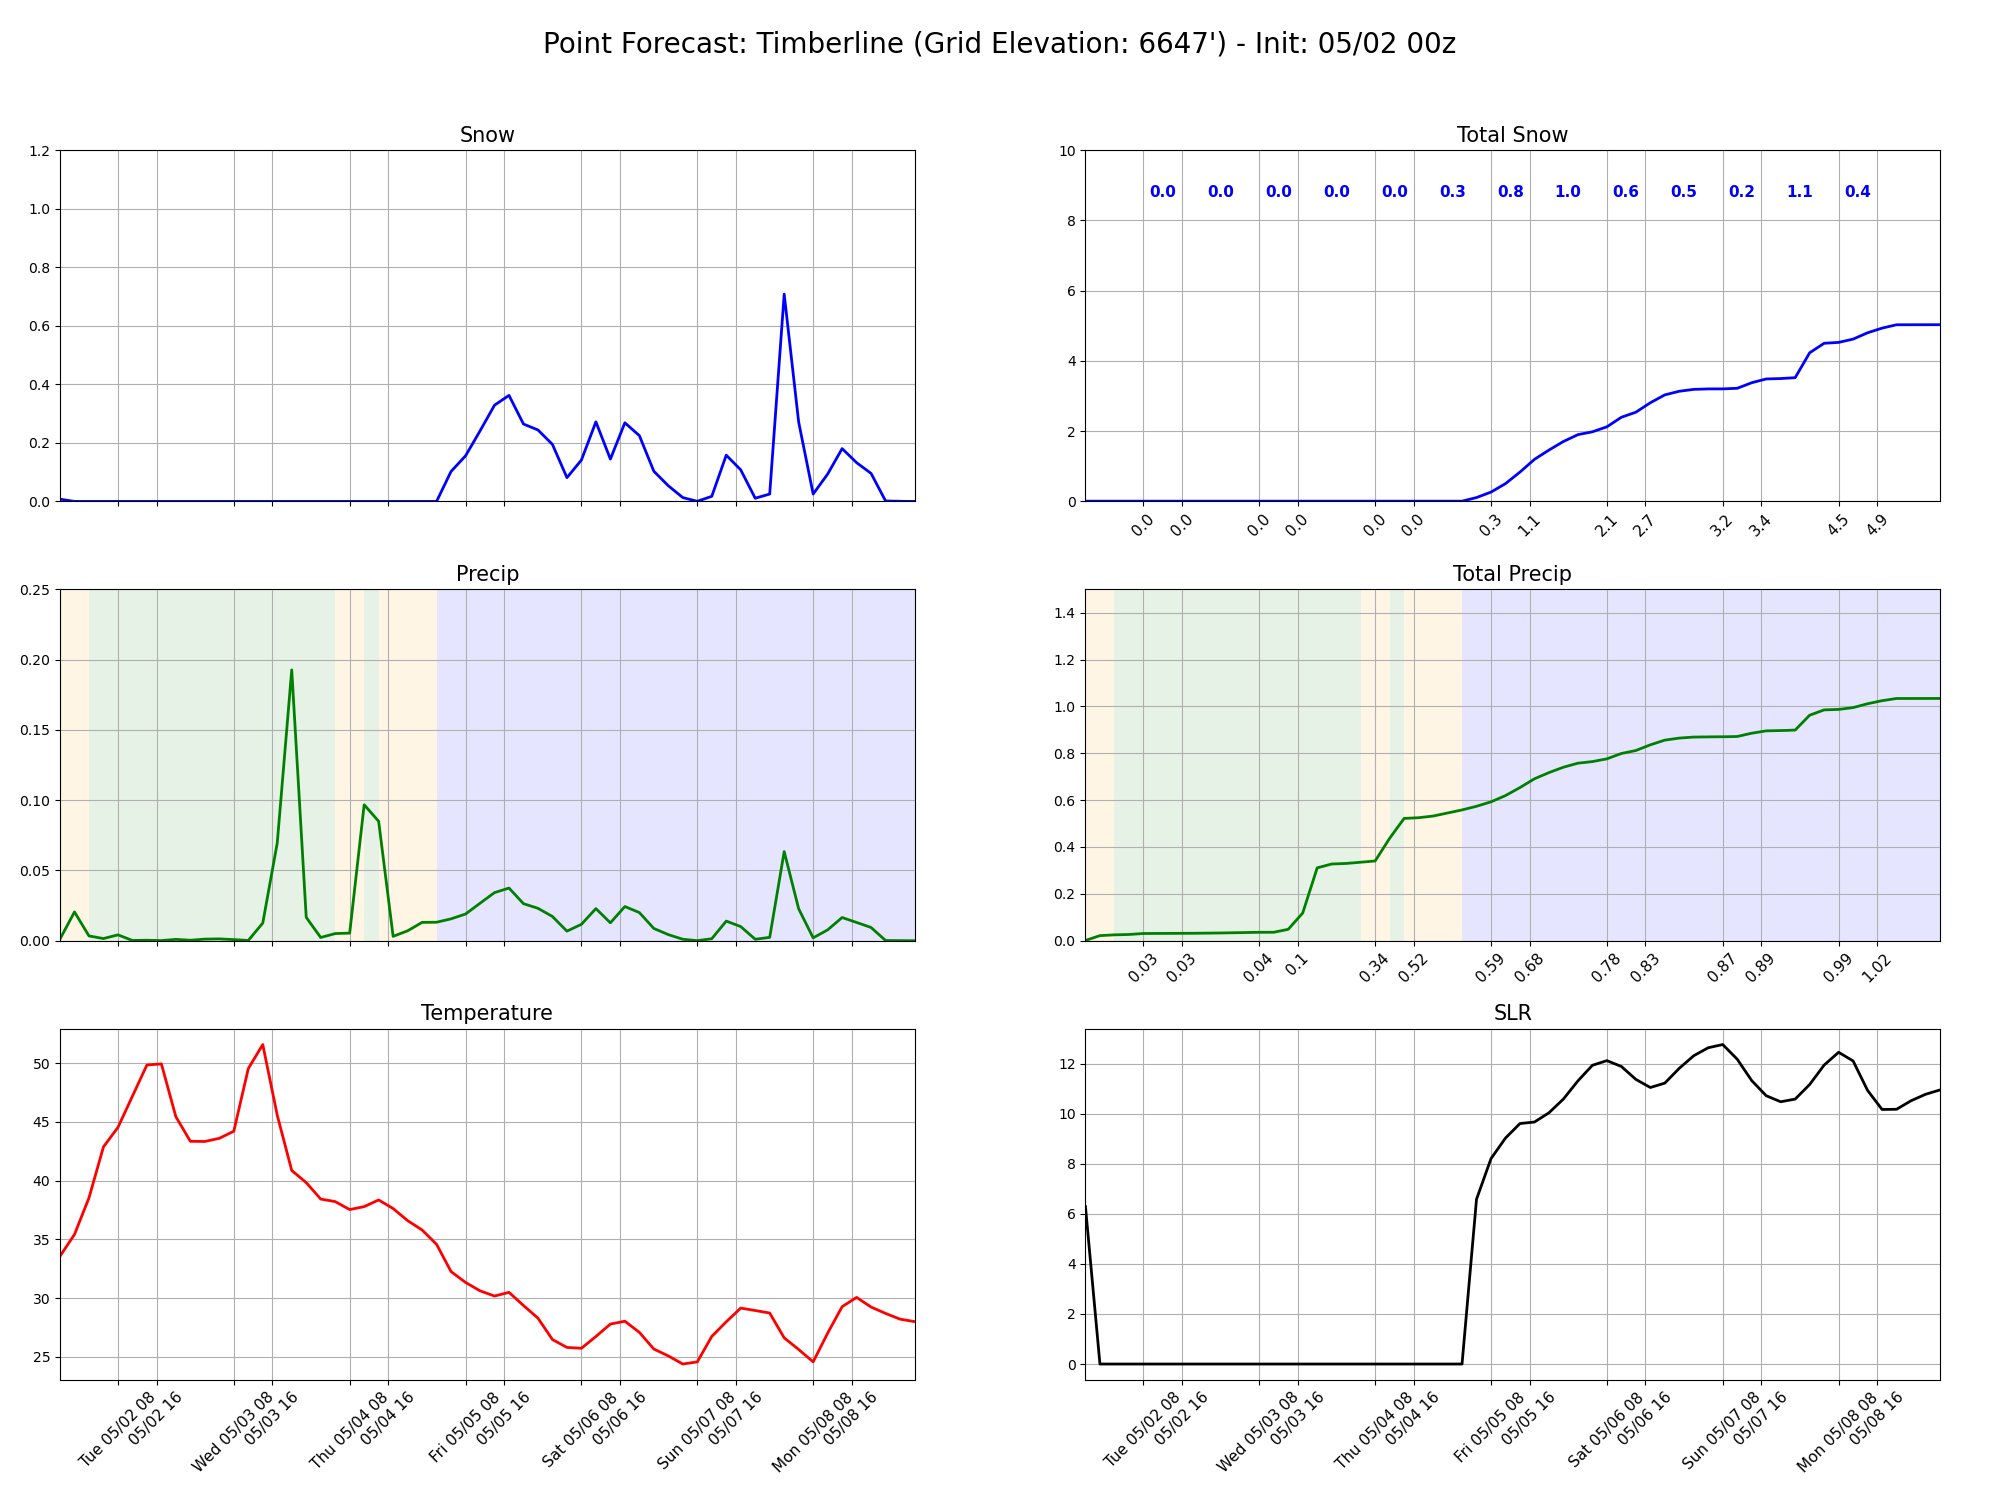 Point Forecast: Timberline (Grid Elevation: 6647') - Init: 05/02 00z
Snow
1.2
1.0
0.8
0.6
0.4
0.2
0.0
Total Snow
10
8
6
4
2
0
0.0 0.0 0.0 0.0 0.0 0.3 0.8 1.0 0.6 0.5 0.2 1.1 0.4
0.0 0.0 0.0 0.0 0.0 0.0 0.3 1.1 2.1 2.7 3.2 3.4 4.5 4.9
Precip
0.25
0.20
0.15
0.10
0.05
0.00
Total Precip
1.4
1.2
1.0
0.8
0.6
0.4
0.2
0.0
0.03 0.03 0.04 0.1 0.34 0.52 0.59 0.68 0.78 0.83 0.87 0.89 0.99 1.02
Temperature
50
45
40
35
30
25
Tue 05/02 08
05/02 16
Wed 05/03 08
05/03 16
Thu 05/04 08
05/04 16
Fri 05/05 08
05/05 16
Sat 05/06 08
05/06 16
Sun 05/07 08
05/07 16
Mon 05/08 08
05/08 16
SLR
12
10
8
6
4
2
0
Tue 05/02 08
05/02 16
Wed 05/03 08
05/03 16
Thu 05/04 08
05/04 16
Fri 05/05 08
05/05 16
Sat 05/06 08
05/06 16
Sun 05/07 08
05/07 16
Mon 05/08 08
05/08 16